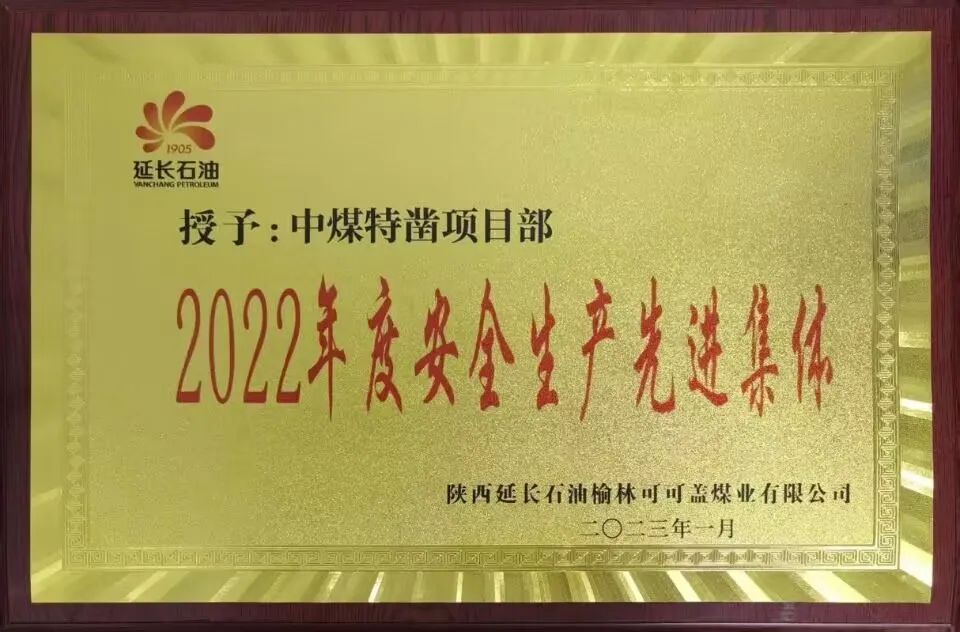 1905
延长石油
YANCHANG PETROLEUM
授予:中煤特凿项目部
2022年度安全生产先进集体
陕西延长石油榆林可可盖煤业有限公司
二〇二三年一月